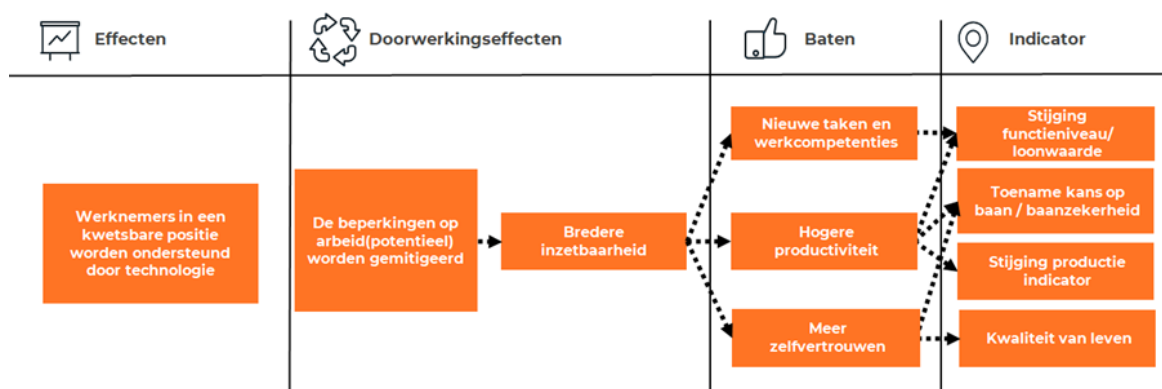 Effecten
Doorwerkingseffecten
Baten
Indicator
Werknemers in een
kwetsbare positie
worden ondersteund
door technologie
De beperkingen op
arbeid(potentieel)
worden gemitigeerd
Bredere
inzetbaarheid
Nieuwe taken en
werkcompetenties
Hogere
productiviteit
Meer
zelfvertrouwen
Stijging
functieniveau/
loonwaarde
Toename kans op
baan / baanzekerheid
Stijging productie
indicator
Kwaliteit van leven